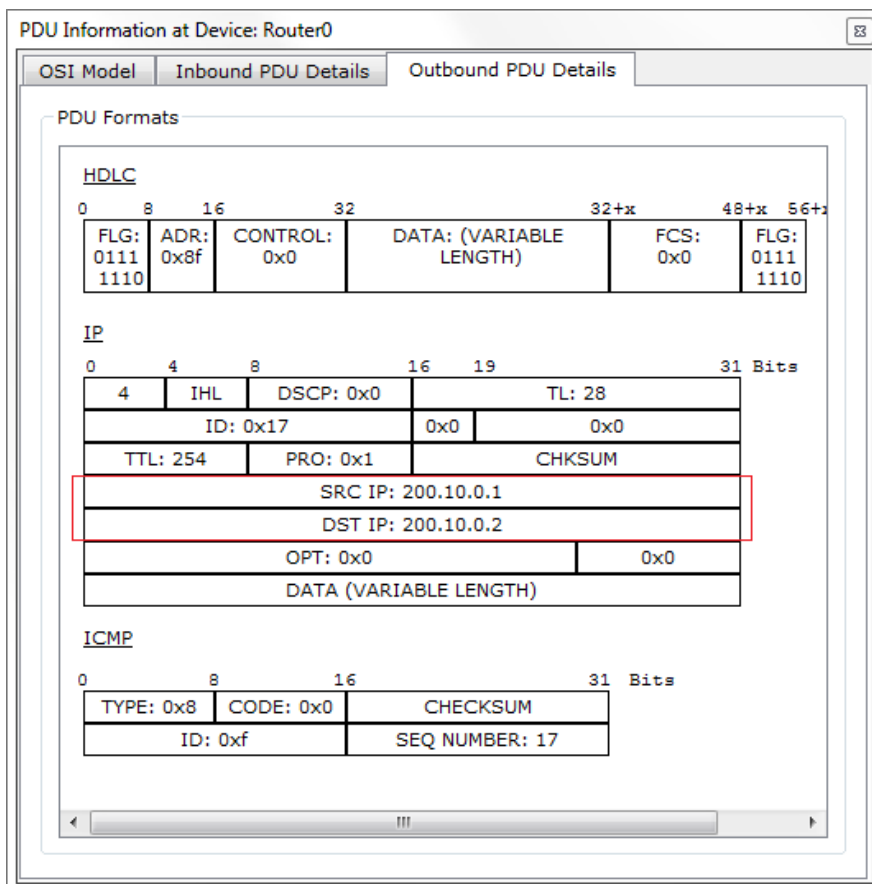 PDU Information at Device: Router0
OSI Model Inbound PDU Details Outbound PDU Details
PDU Formats
HDLC
0 8 16 32 32+x 48+x 56+x
FLG: ADR: CONTROL: DATA: (VARIABLE FCS: FLG:
0111 0x8f 0x0 LENGTH) 0x0 0111
1110 1110
IP
0 4 8 16 19 31 Bits
4 IHL DSCP: 0x0 TL: 28
ID: 0x17 0x0 0x0
TTL: 254 PRO: 0x1 CHKSUM
SRC IP: 200.10.0.1
DST IP: 200.10.0.2
OPT: 0x0 0x0
DATA (VARIABLE LENGTH)
ICMP
0 8 16 31 Bits
TYPE: 0x8 CODE: 0x0 CHECKSUM
ID: 0xf SEQ NUMBER: 17